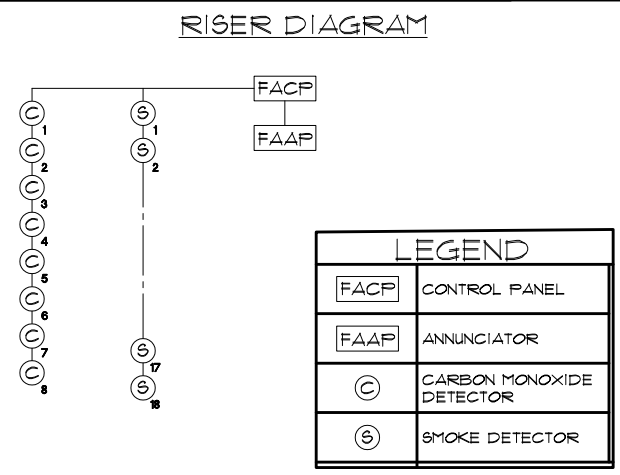 RISER DIAGRAM
FACP
C 1 S 1
FAAP
C 2 S 2
C 3
C 4
C 5
C 6
C 7 S 17
C 8 S 18
LEGEND
FACP CONTROL PANEL
FAAP ANNUNCIATOR
C CARBON MONOXIDE
DETECTOR
S SMOKE DETECTOR